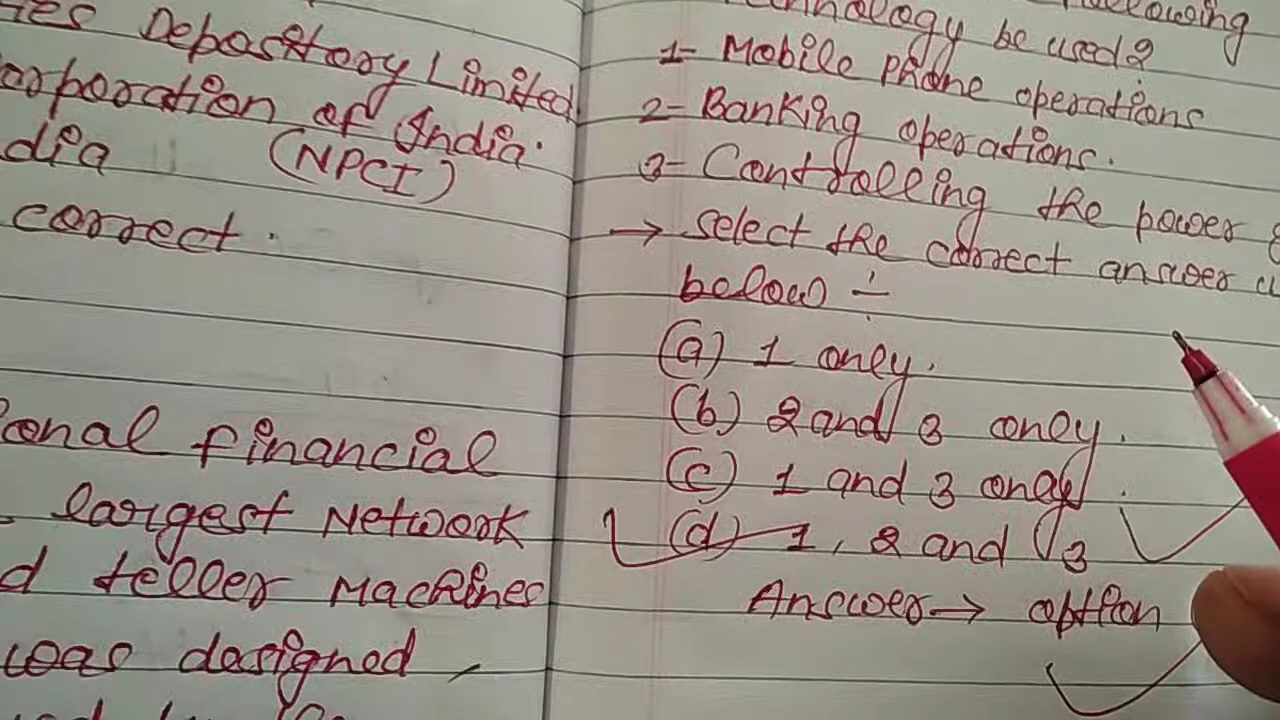 Depository Limited
orporation of India.
dia (NPCI)
correct.
ional financial
largest Network
d teller Machines
was designed,
following
technology be used?
1- Mobile phone operations
2- Banking operations.
3- Controlling the power
→ select the correct answer
below ÷
(a) 1 only.
(b) 2 and 3 only.
(c) 1 and 3 only.
(d) 1, 2 and 3
Answer → option